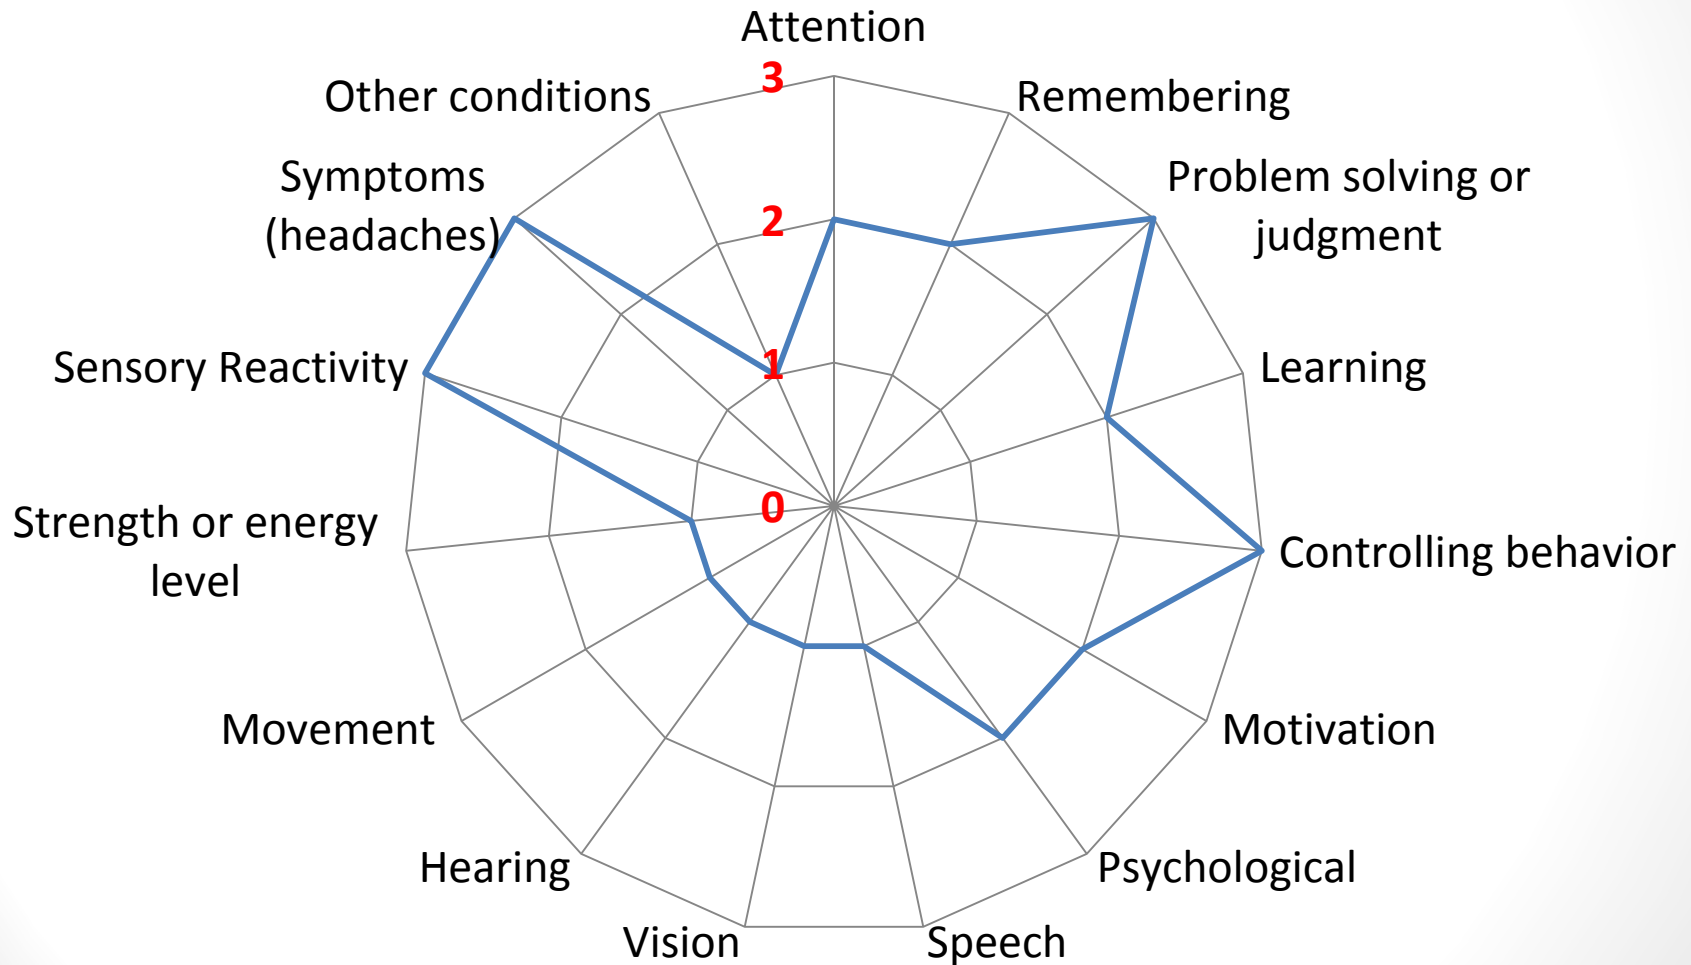 Attention
3
Other conditions
Remembering
Symptoms
(headaches)
Problem solving or
judgment
2
Sensory Reactivity
1
Learning
0
Strength or energy
level
Controlling behavior
Movement
Motivation
Hearing
Psychological
Vision
Speech